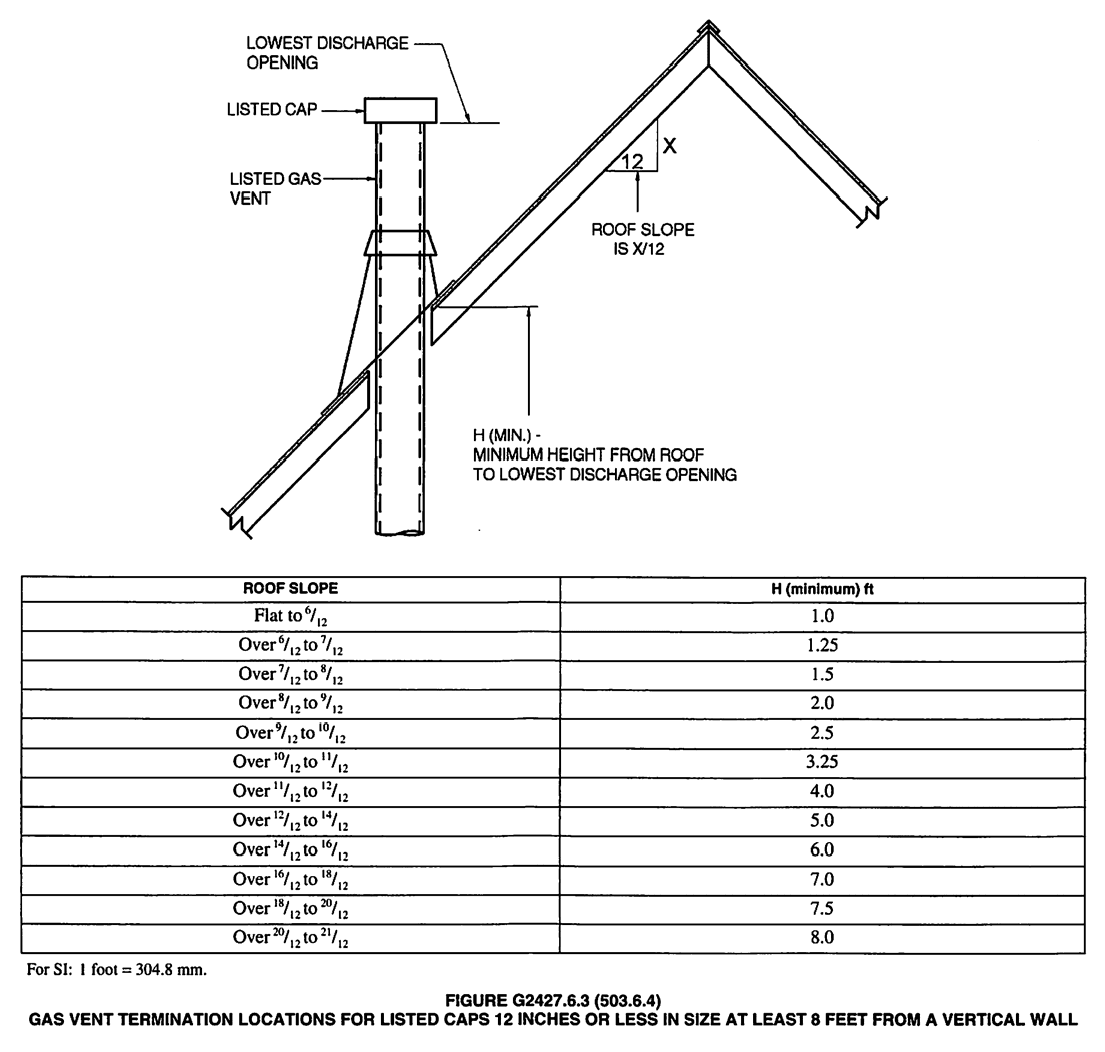 LOWEST DISCHARGE
OPENING
LISTED CAP
LISTED GAS
VENT
X
12
ROOF SLOPE
IS X/12
H (MIN.) -
MINIMUM HEIGHT FROM ROOF
TO LOWEST DISCHARGE OPENING
ROOF SLOPE H (minimum) ft
Flat to 6/12 1.0
Over 6/12 to 7/12 1.25
Over 7/12 to 8/12 1.5
Over 8/12 to 9/12 2.0
Over 9/12 to 10/12 2.5
Over 10/12 to 11/12 3.25
Over 11/12 to 12/12 4.0
Over 12/12 to 14/12 5.0
Over 14/12 to 16/12 6.0
Over 16/12 to 18/12 7.0
Over 18/12 to 20/12 7.5
Over 20/12 to 21/12 8.0
For SI: 1 foot = 304.8 mm.
FIGURE G2427.6.3 (503.6.4)
GAS VENT TERMINATION LOCATIONS FOR LISTED CAPS 12 INCHES OR LESS IN SIZE AT LEAST 8 FEET FROM A VERTICAL WALL